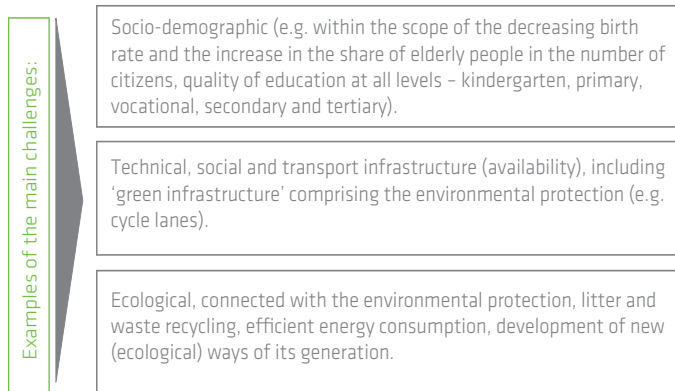 Examples of the main challenges:
Socio-demographic (e.g. within the scope of the decreasing birth
rate and the increase in the share of elderly people in the number of
citizens, quality of education at all levels – kindergarten, primary,
vocational, secondary and tertiary).
Technical, social and transport infrastructure (availability), including
‘green infrastructure’ comprising the environmental protection (e.g.
cycle lanes).
Ecological, connected with the environmental protection, litter and
waste recycling, efficient energy consumption, development of new
(ecological) ways of its generation.